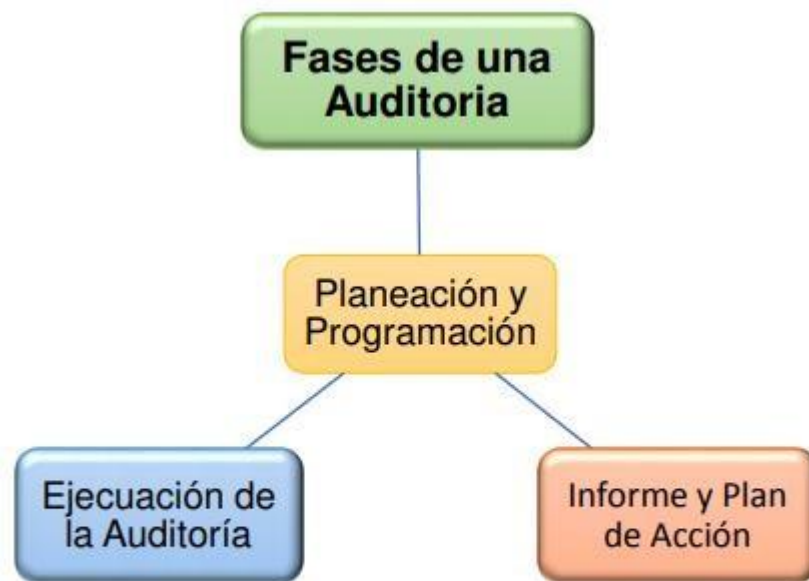 Fases de una
Auditoria
Planeación y
Programación
Ejecuación de
la Auditoría
Informe y Plan
de Acción